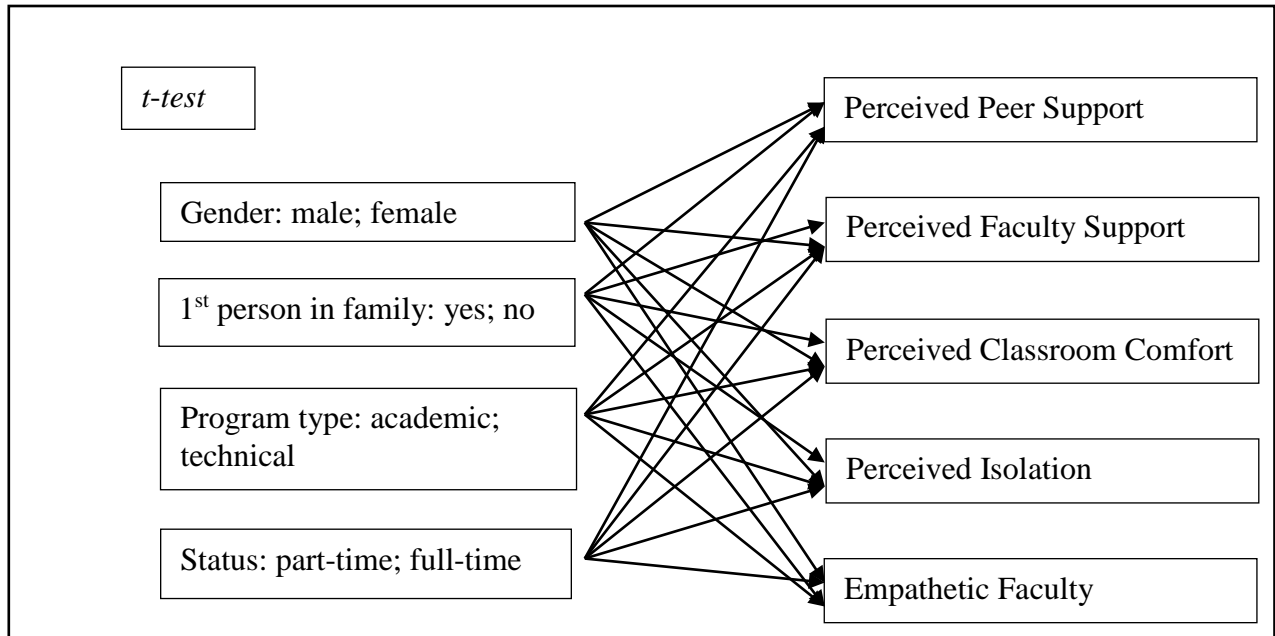 t-test
Gender: male; female
1st person in family: yes; no
Program type: academic;
technical
Status: part-time; full-time
Perceived Peer Support
Perceived Faculty Support
Perceived Classroom Comfort
Perceived Isolation
Empathetic Faculty